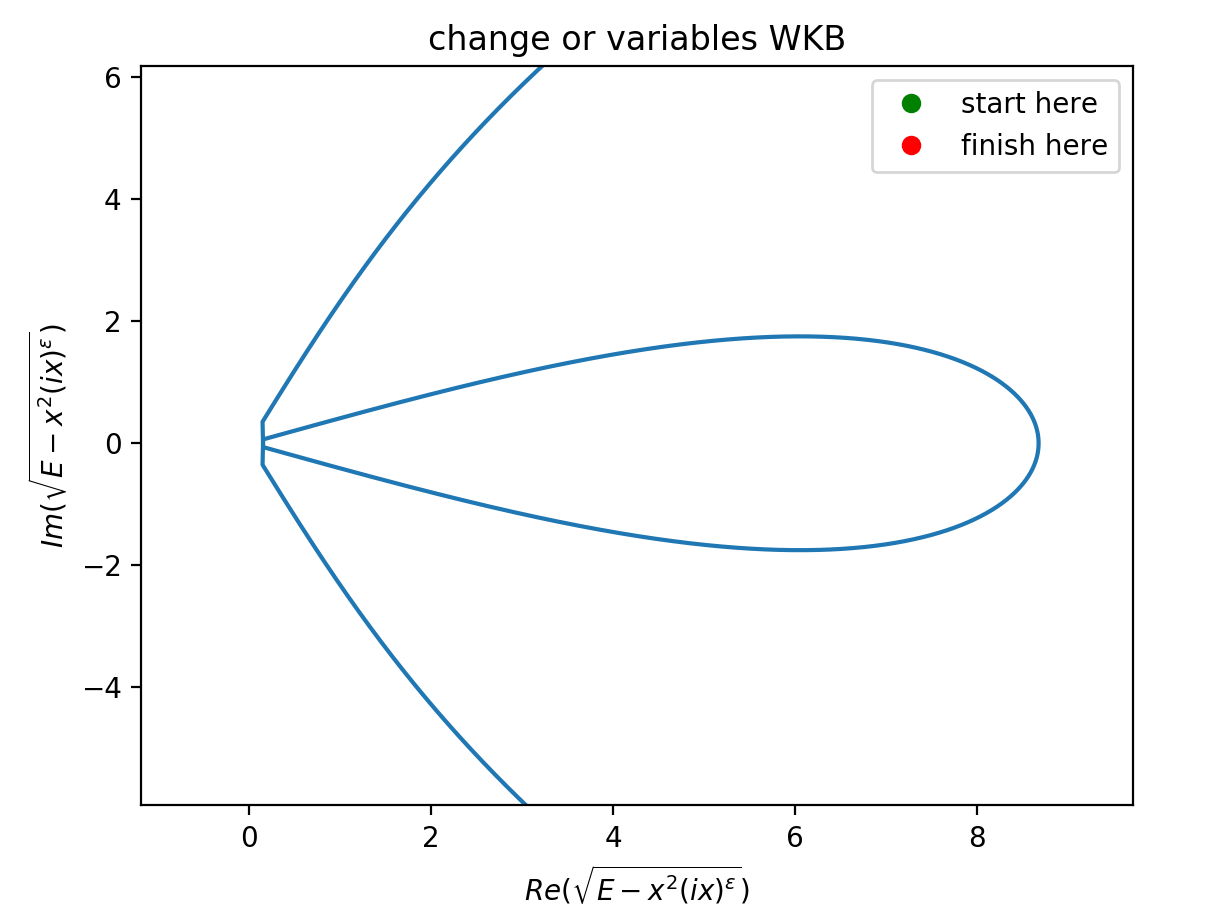 change or variables WKB
start here
finish here
6
4
2
0
−2
−4
Im(√E − x²(ix)^ε)
0 2 4 6 8
Re(√E − x²(ix)^ε)